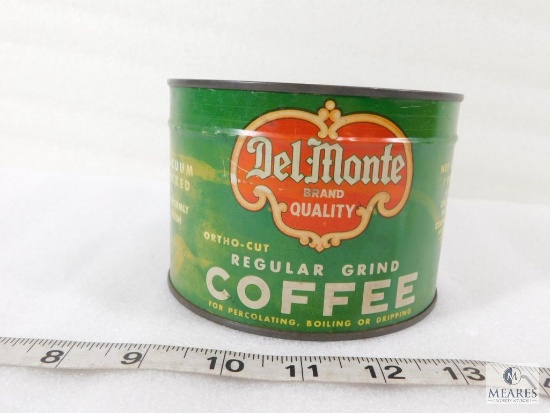 Del Monte
BRAND
QUALITY
ORTHO-CUT
REGULAR GRIND
COFFEE
FOR PERCOLATING, BOILING OR DRIPPING
8 9 10 11 12 13
MEARES